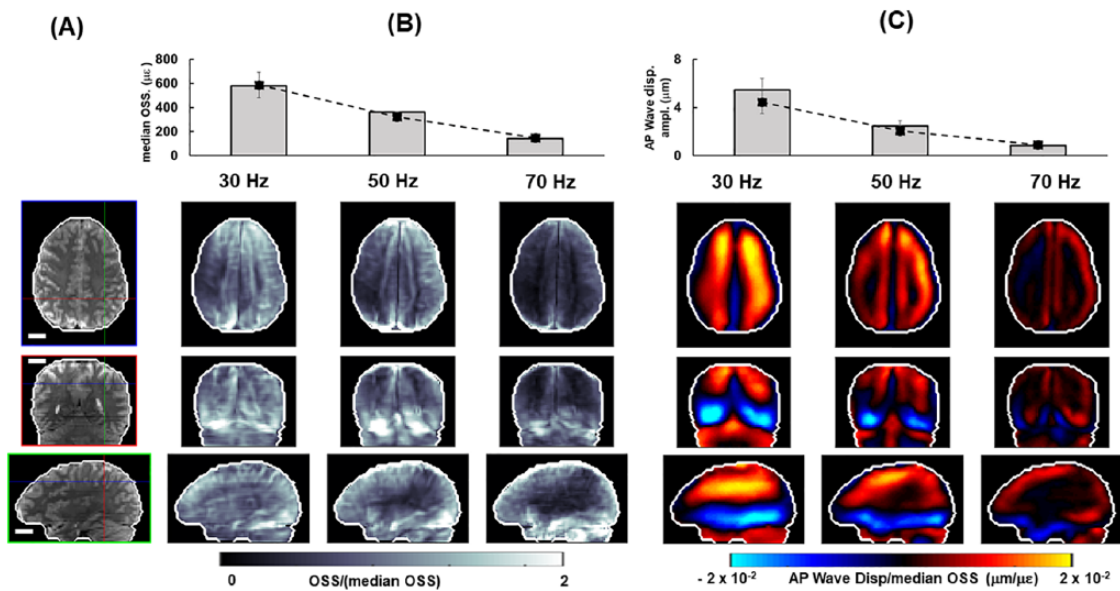 (A)
(B)
(C)
median OSS. (με)
800
600
400
200
0
30 Hz
50 Hz
70 Hz
AP Wave disp.
ampl. (μm)
8
4
0
30 Hz
50 Hz
70 Hz
0
OSS/(median OSS)
2
- 2 x 10⁻²
AP Wave Disp/median OSS (μm/με)
2 x 10⁻²